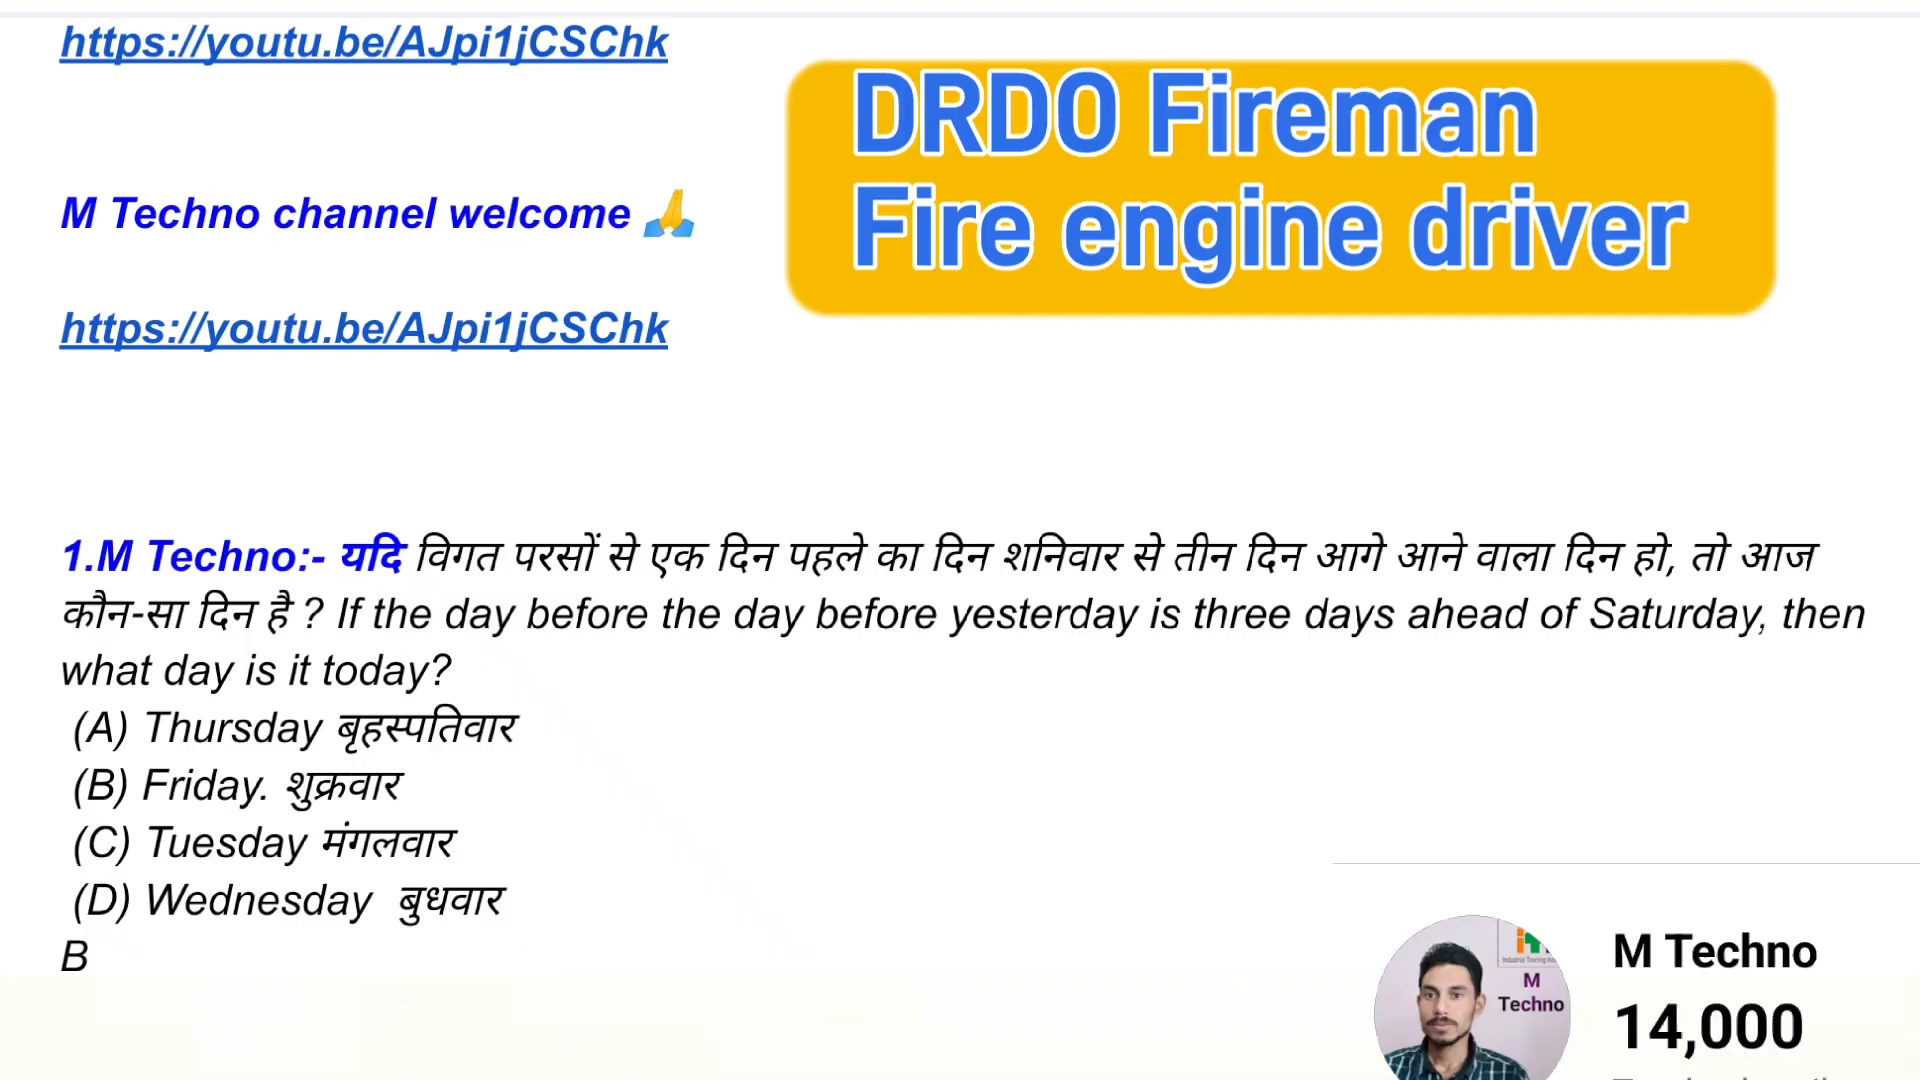 https://youtu.be/AJpi1jCSChk
DRDO Fireman
Fire engine driver
M Techno channel welcome 🙏
https://youtu.be/AJpi1jCSChk
1.M Techno:- यदि विगत परसों से एक दिन पहले का दिन शनिवार से तीन दिन आगे आने वाला दिन हो, तो आज
कौन-सा दिन है ? If the day before the day before yesterday is three days ahead of Saturday, then
what day is it today?
(A) Thursday बृहस्पतिवार
(B) Friday. शुक्रवार
(C) Tuesday मंगलवार
(D) Wednesday बुधवार
B
M
Techno
M Techno
14,000